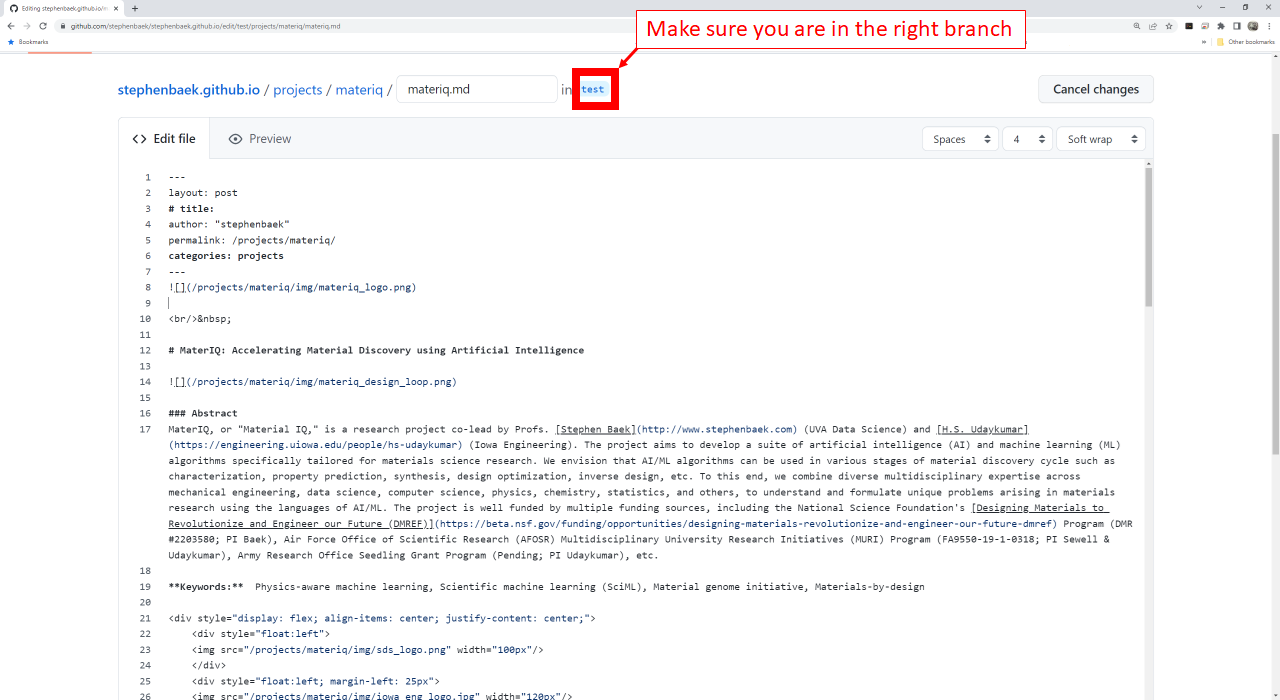 Editing stephenbaek.github.io/m
github.com/stephenbaek/stephenbaek.github.io/edit/test/projects/materiq/materiq.md
Bookmarks
Other bookmarks
Make sure you are in the right branch
stephenbaek.github.io / projects / materiq / materiq.md in test
Cancel changes
<> Edit file
Preview
Spaces
4
Soft wrap
1 ---
2 layout: post
3 # title:
4 author: "stephenbaek"
5 permalink: /projects/materiq/
6 categories: projects
7 ---
8 ![](/projects/materiq/img/materiq_logo.png)
9
10 <br/>&nbsp;
11
12 # MaterIQ: Accelerating Material Discovery using Artificial Intelligence
13
14 ![](/projects/materiq/img/materiq_design_loop.png)
15
16 ### Abstract
17 MaterIQ, or "Material IQ," is a research project co-lead by Profs. [Stephen Baek](http://www.stephenbaek.com) (UVA Data Science) and [H.S. Udaykumar]
(https://engineering.uiowa.edu/people/hs-udaykumar) (Iowa Engineering). The project aims to develop a suite of artificial intelligence (AI) and machine learning (ML)
algorithms specifically tailored for materials science research. We envision that AI/ML algorithms can be used in various stages of material discovery cycle such as
characterization, property prediction, synthesis, design optimization, inverse design, etc. To this end, we combine diverse multidisciplinary expertise across
mechanical engineering, data science, computer science, physics, chemistry, statistics, and others, to understand and formulate unique problems arising in materials
research using the languages of AI/ML. The project is well funded by multiple funding sources, including the National Science Foundation's [Designing Materials to
Revolutionize and Engineer our Future (DMREF)](https://beta.nsf.gov/funding/opportunities/designing-materials-revolutionize-and-engineer-our-future-dmref) Program (DMR
#2203580; PI Baek), Air Force Office of Scientific Research (AFOSR) Multidisciplinary University Research Initiatives (MURI) Program (FA9550-19-1-0318; PI Sewell &
Udaykumar), Army Research Office Seedling Grant Program (Pending; PI Udaykumar), etc.
18
19 **Keywords:** Physics-aware machine learning, Scientific machine learning (SciML), Material genome initiative, Materials-by-design
20
21 <div style="display: flex; align-items: center; justify-content: center;">
22 <div style="float:left">
23 <img src="/projects/materiq/img/sds_logo.png" width="100px"/>
24 </div>
25 <div style="float:left; margin-left: 25px">
26 <img src="/projects/materiq/img/iowa_eng_logo.jpg" width="120px"/>